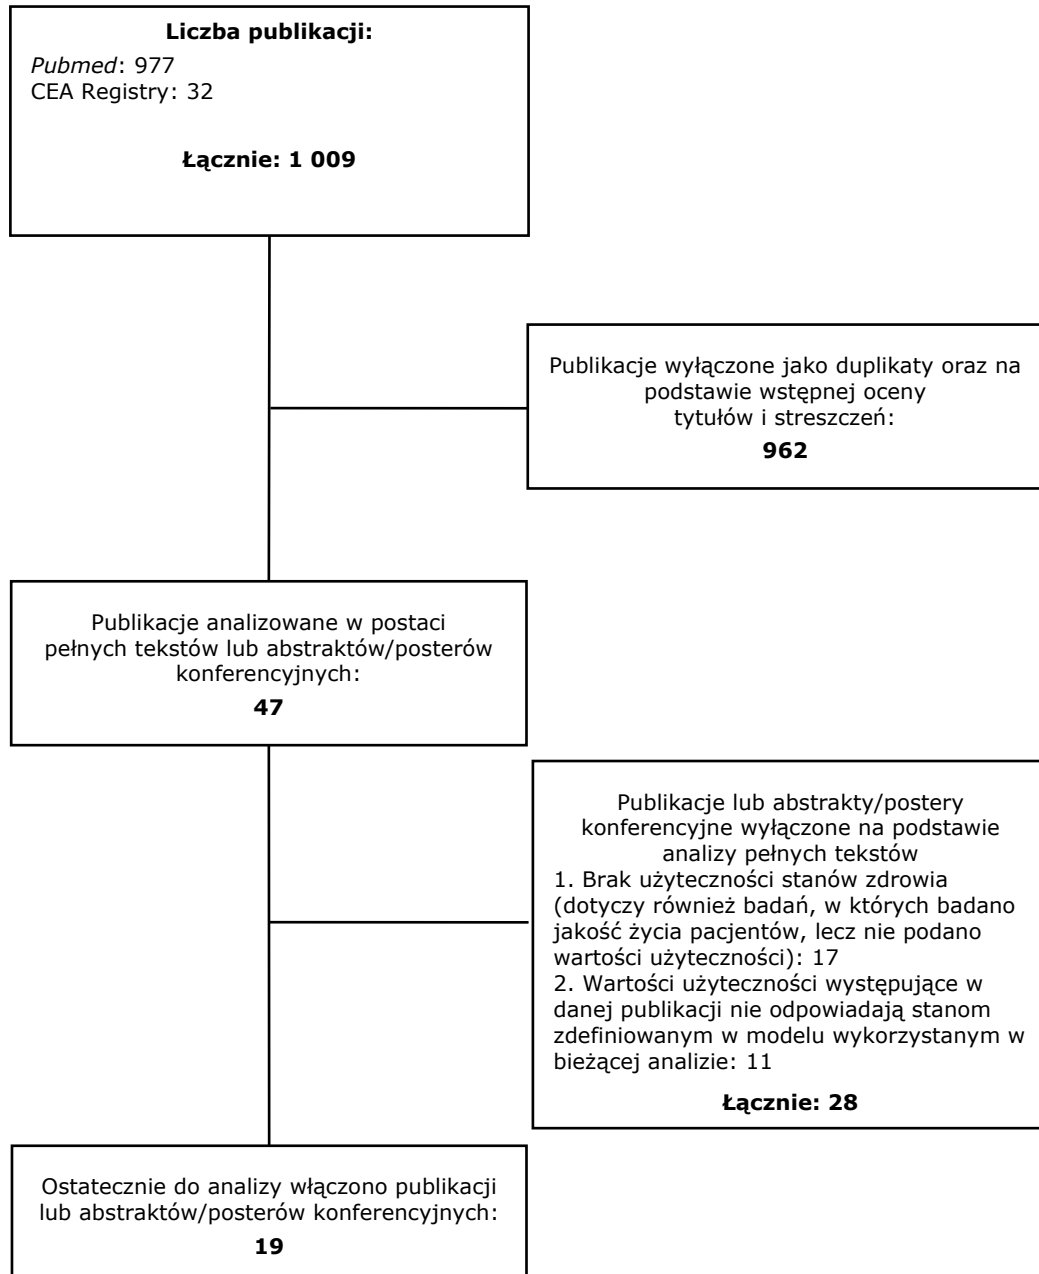 Liczba publikacji:
Pubmed: 977
CEA Registry: 32
Łącznie: 1 009
Publikacje wyłączone jako duplikaty oraz na
podstawie wstępnej oceny
tytułów i streszczeń:
962
Publikacje analizowane w postaci
pełnych tekstów lub abstraktów/posterów
konferencyjnych:
47
Publikacje lub abstrakty/postery
konferencyjne wyłączone na podstawie
analizy pełnych tekstów
1. Brak użyteczności stanów zdrowia
(dotyczy również badań, w których badano
jakość życia pacjentów, lecz nie podano
wartości użyteczności): 17
2. Wartości użyteczności występujące w
danej publikacji nie odpowiadają stanom
zdefiniowanym w modelu wykorzystanym w
bieżącej analizie: 11
Łącznie: 28
Ostatecznie do analizy włączono publikacji
lub abstraktów/posterów konferencyjnych:
19